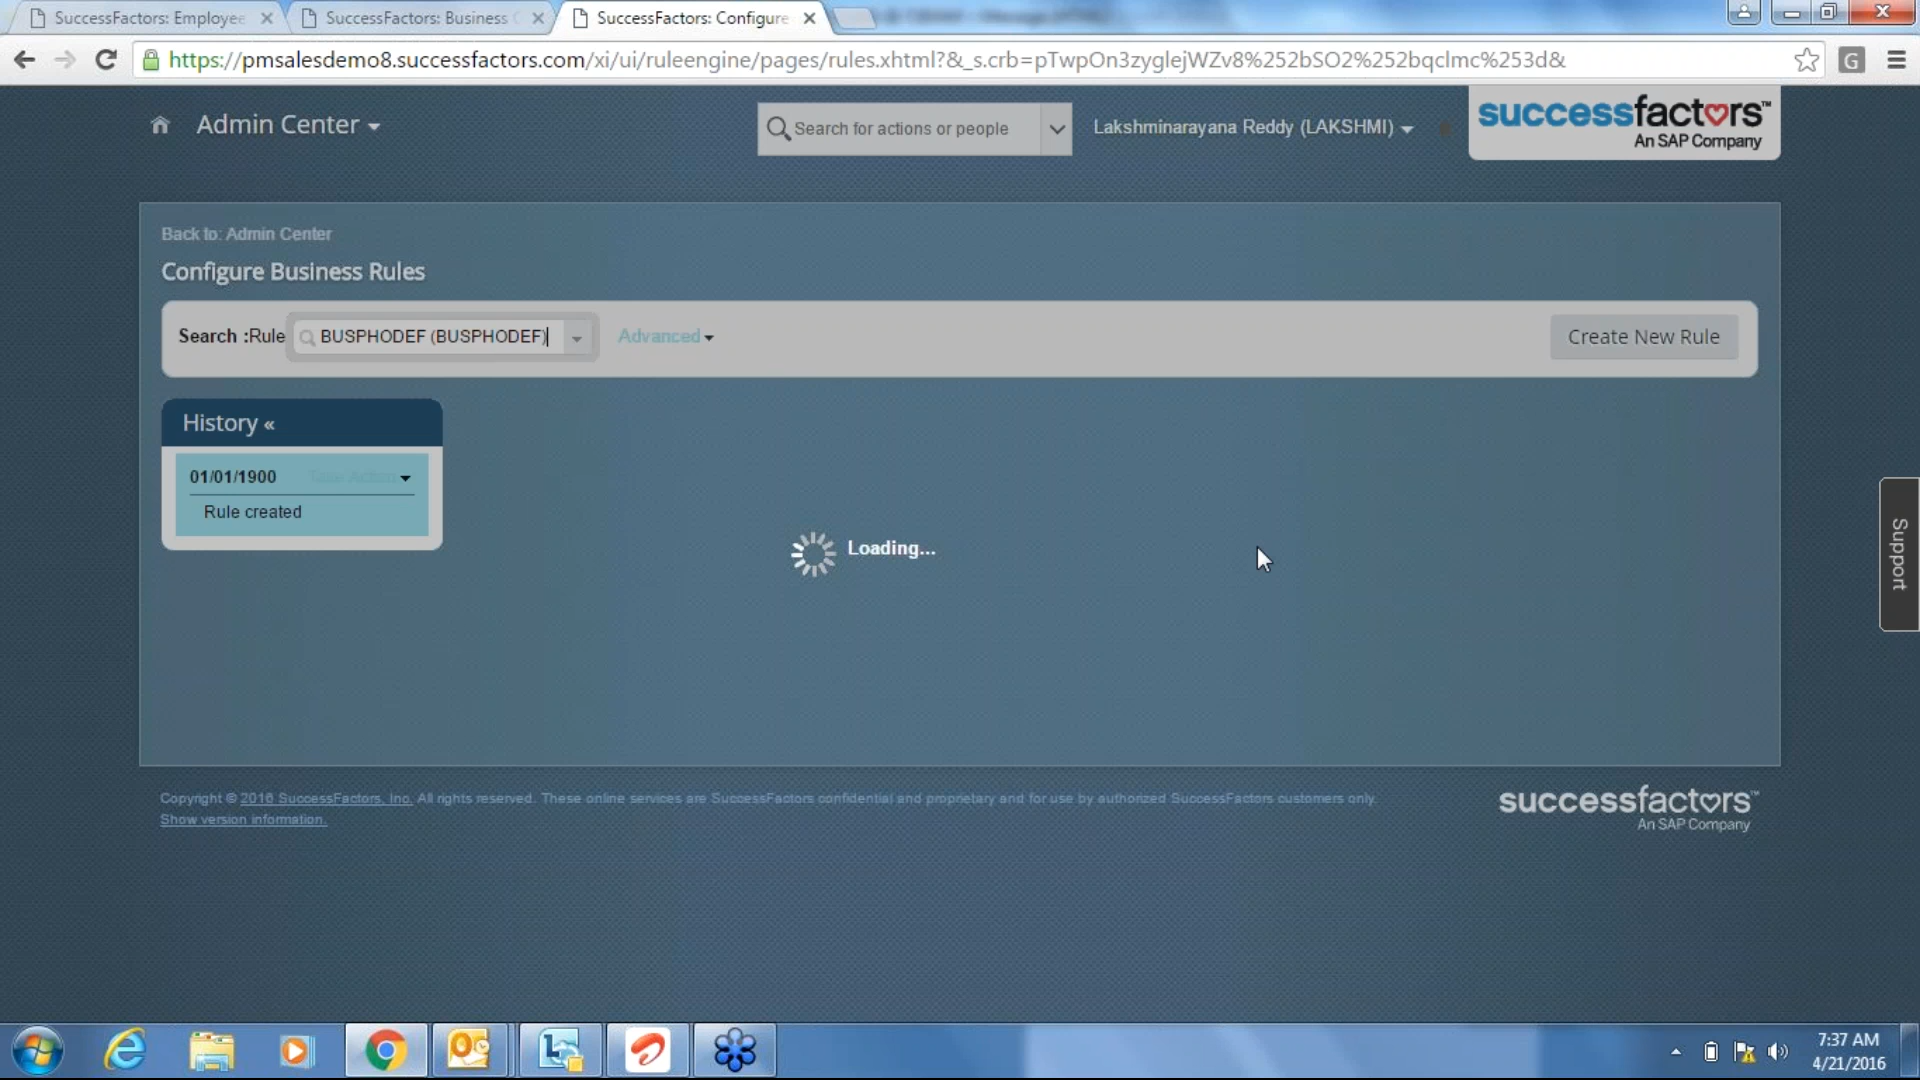 SuccessFactors: Employee
SuccessFactors: Business C
SuccessFactors: Configure
https://pmsalesdemo8.successfactors.com/xi/ui/ruleengine/pages/rules.xhtml?&_s.crb=pTwpOn3zyglejWZv8%252bSO2%252bqclmc%253d&
G
Admin Center
Search for actions or people
Lakshminarayana Reddy (LAKSHMI)
successfactors™
An SAP Company
Back to: Admin Center
Configure Business Rules
Search :Rule
BUSPHODEF (BUSPHODEF)
Advanced
Create New Rule
History «
01/01/1900
Take Action
Rule created
Loading...
Support
Copyright © 2016 SuccessFactors, Inc. All rights reserved. These online services are SuccessFactors confidential and proprietary and for use by authorized SuccessFactors customers only.
Show version information.
successfactors™
An SAP Company
7:37 AM
4/21/2016